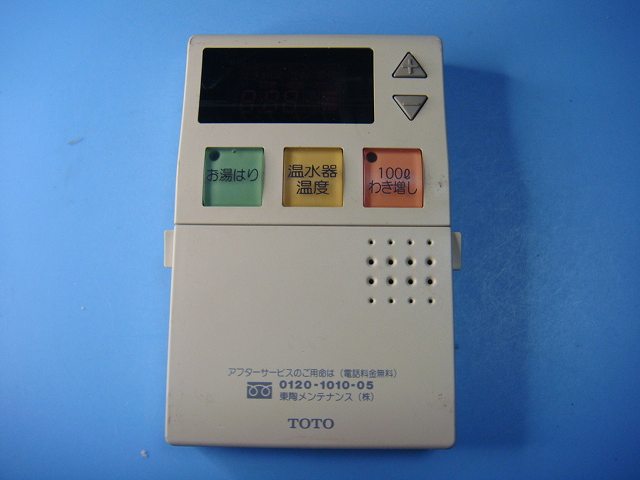 +
−
お湯はり
温水器
温度
100ℓ
わき増し
アフターサービスのご用命は(電話料金無料)
0120-1010-05
東陶メンテナンス(株)
TOTO